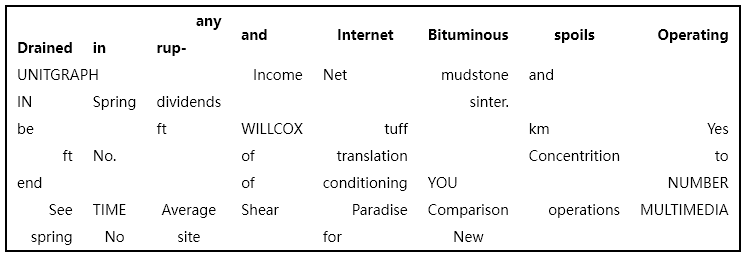 Drained in any rup- and Internet Bituminous spoils Operating
UNITGRAPH Income Net mudstone and
IN Spring dividends sinter.
be ft WILLCOX tuff km Yes
ft No. of translation Concentrition to
end of conditioning YOU NUMBER
See TIME Average Shear Paradise Comparison operations MULTIMEDIA
spring No site for New